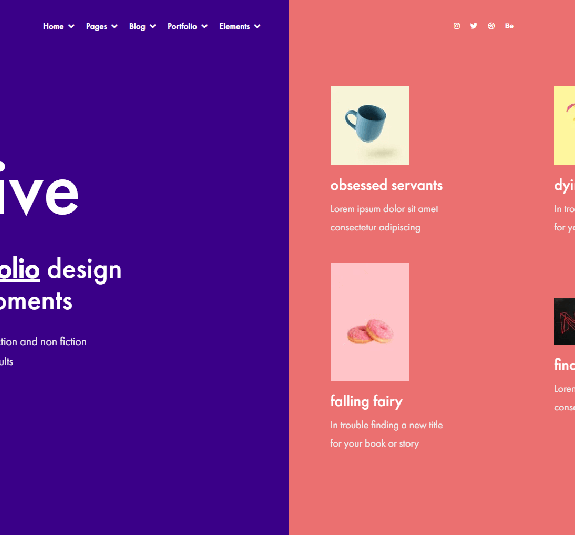 Home Pages Blog Portfolio Elements
Bē
ive
olio design
oments
tion and non fiction
ults
obsessed servants
Lorem ipsum dolor sit amet
consectetur adipiscing
falling fairy
In trouble finding a new title
for your book or story
dyi
In tro
for yo
find
Lorem
conse